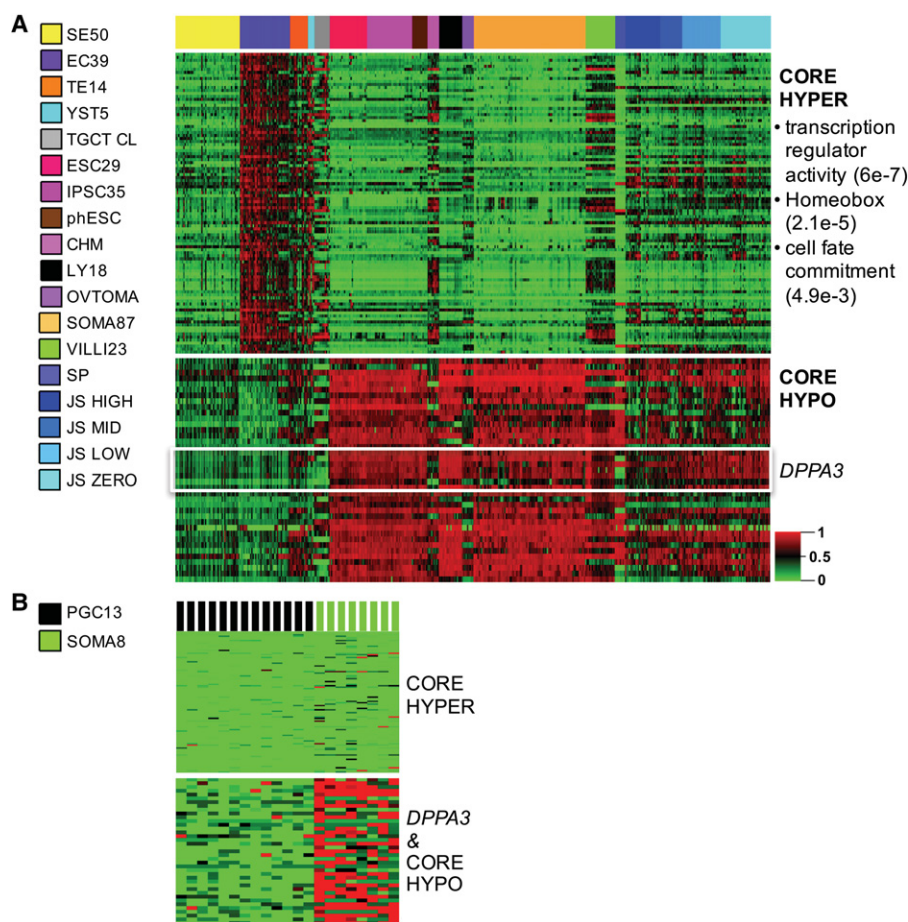 A
SE50
EC39
TE14
YST5
TGCT CL
ESC29
IPSC35
phESC
CHM
LY18
OVTOMA
SOMA87
VILLI23
SP
JS HIGH
JS MID
JS LOW
JS ZERO
CORE
HYPER
• transcription
regulator
activity (6e-7)
• Homeobox
(2.1e-5)
• cell fate
commitment
(4.9e-3)
CORE
HYPO
DPPA3
1
0.5
0
B
PGC13
SOMA8
CORE
HYPER
DPPA3
&
CORE
HYPO